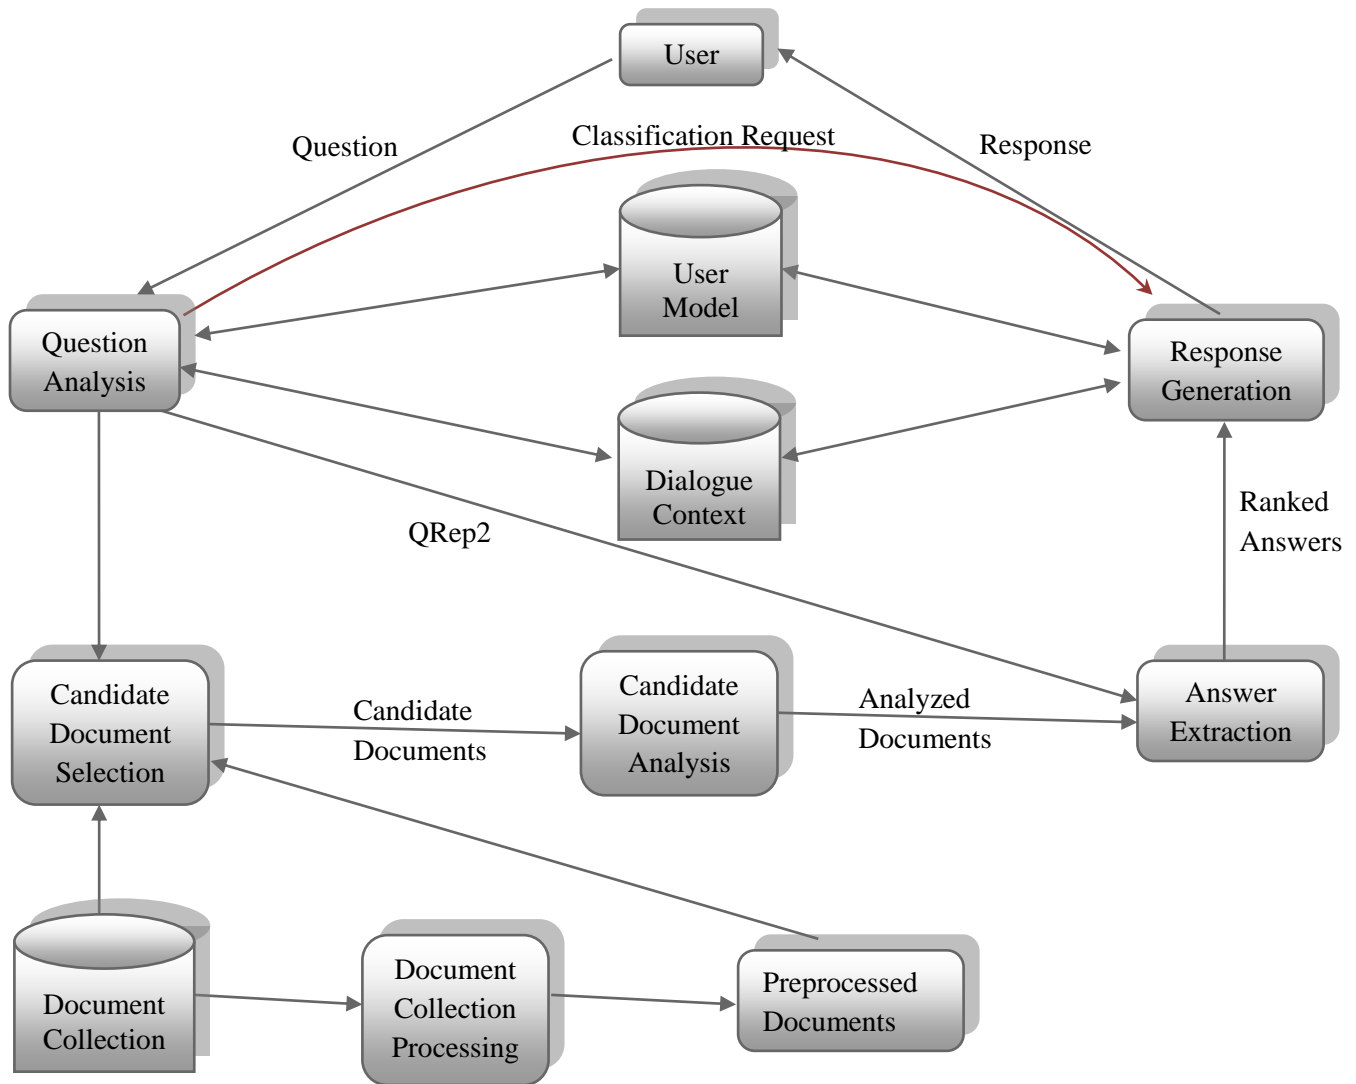 User
Question
Classification Request
Response
User
Model
Question
Analysis
Response
Generation
Dialogue
Context
QRep2
Ranked
Answers
Candidate
Document
Selection
Candidate
Documents
Candidate
Document
Analysis
Analyzed
Documents
Answer
Extraction
Document
Collection
Document
Collection
Processing
Preprocessed
Documents